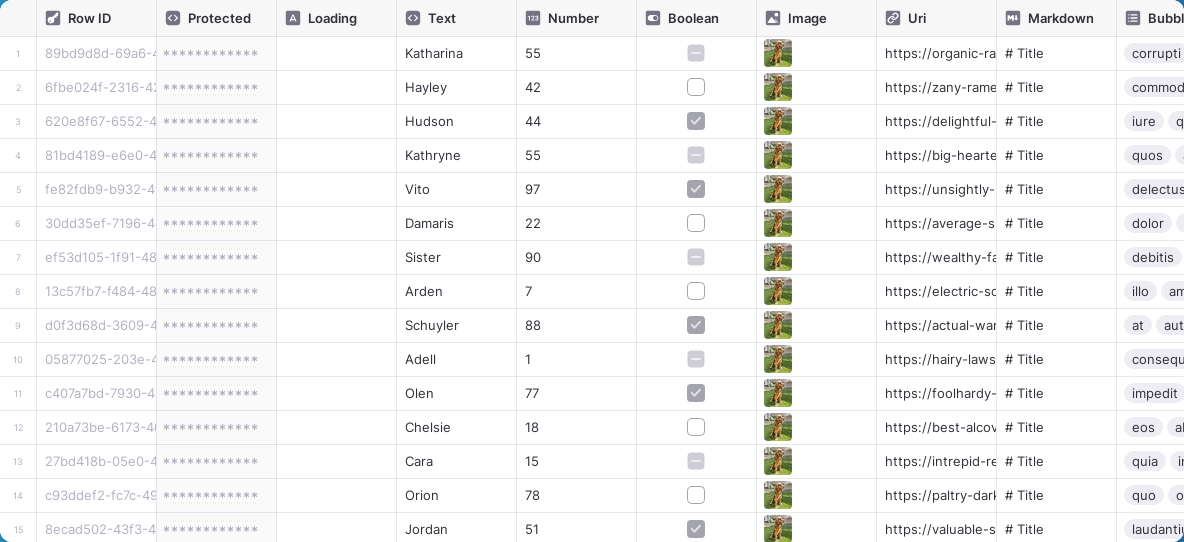 Row ID Protected Loading Text Number Boolean Image Uri Markdown Bubbl
1 89bd9d8d-69a6-4 ************ Katharina 55 https://organic-ra # Title corrupti
2 6fbe024f-2316-42 ************ Hayley 42 https://zany-rame # Title commod
3 620e8f67-6552-4 ************ Hudson 44 https://delightful- # Title iure q
4 81bd4189-e6e0-4 ************ Kathryne 55 https://big-hearte # Title quos
5 fe82fdb9-b932-4 ************ Vito 97 https://unsightly- # Title delectus
6 30dd35ef-7196-4 ************ Damaris 22 https://average-s # Title dolor
7 ef53d105-1f91-48 ************ Sister 90 https://wealthy-fa # Title debitis
8 13c57fb7-f484-48 ************ Arden 7 https://electric-sc # Title illo am
9 d0f3d68d-3609-4 ************ Schuyler 88 https://actual-war # Title at aut
10 05877025-203e-4 ************ Adell 1 https://hairy-laws # Title consequ
11 c407a7bd-7930-4 ************ Olen 77 https://foolhardy- # Title impedit
12 210a73be-6173-4 ************ Chelsie 18 https://best-alcov # Title eos al
13 27bd418b-05e0-4 ************ Cara 15 https://intrepid-re # Title quia in
14 c93ddef2-fc7c-49 ************ Orion 78 https://paltry-dark # Title quo o
15 8ecad502-43f3-4 ************ Jordan 51 https://valuable-s # Title laudantiu